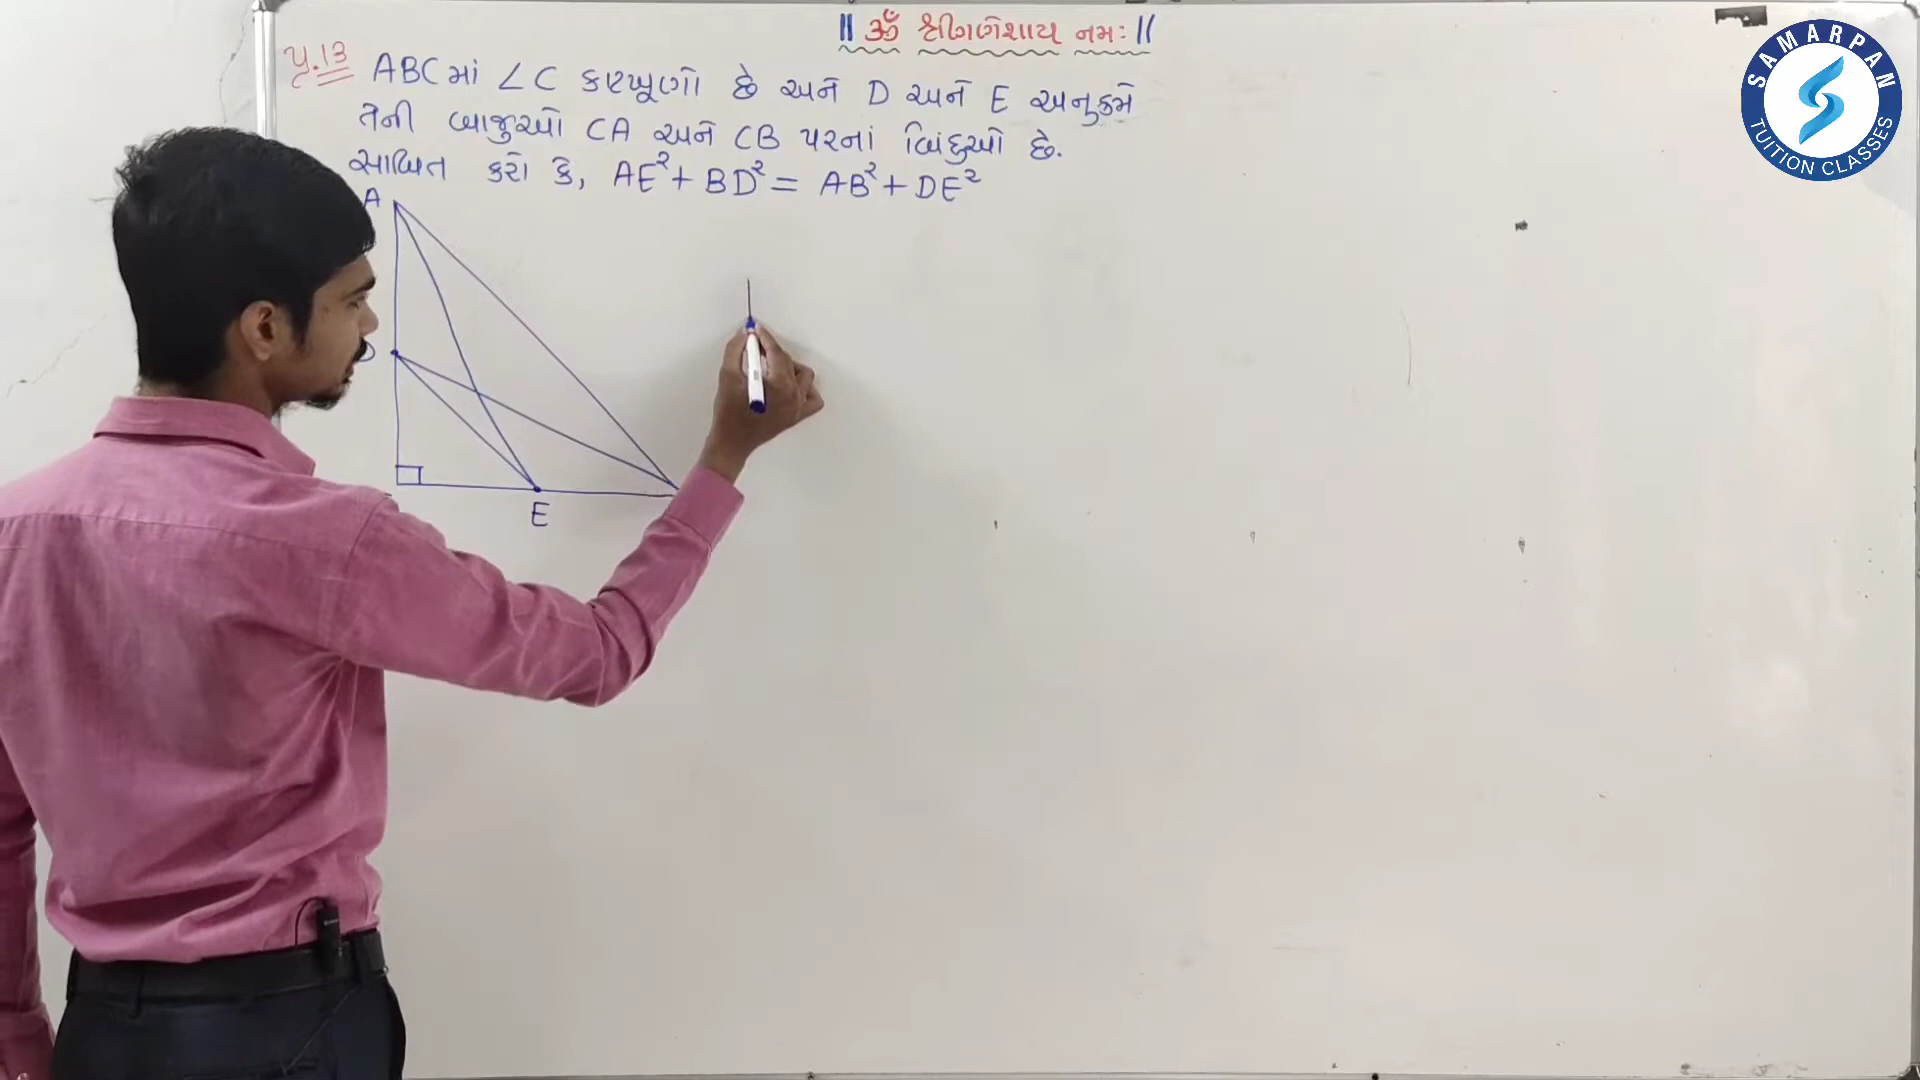 || ૐ શ્રીગણેશાય નમઃ ||
પ્ર.13 ABC માં ∠C કાટખૂણો છે અને D અને E અનુક્રમે
તેની બાજુઓ CA અને CB પરનાં બિંદુઓ છે.
સાબિત કરો કે, AE² + BD² = AB² + DE²
A
D
E
SAMARPAN
TUITION CLASSES